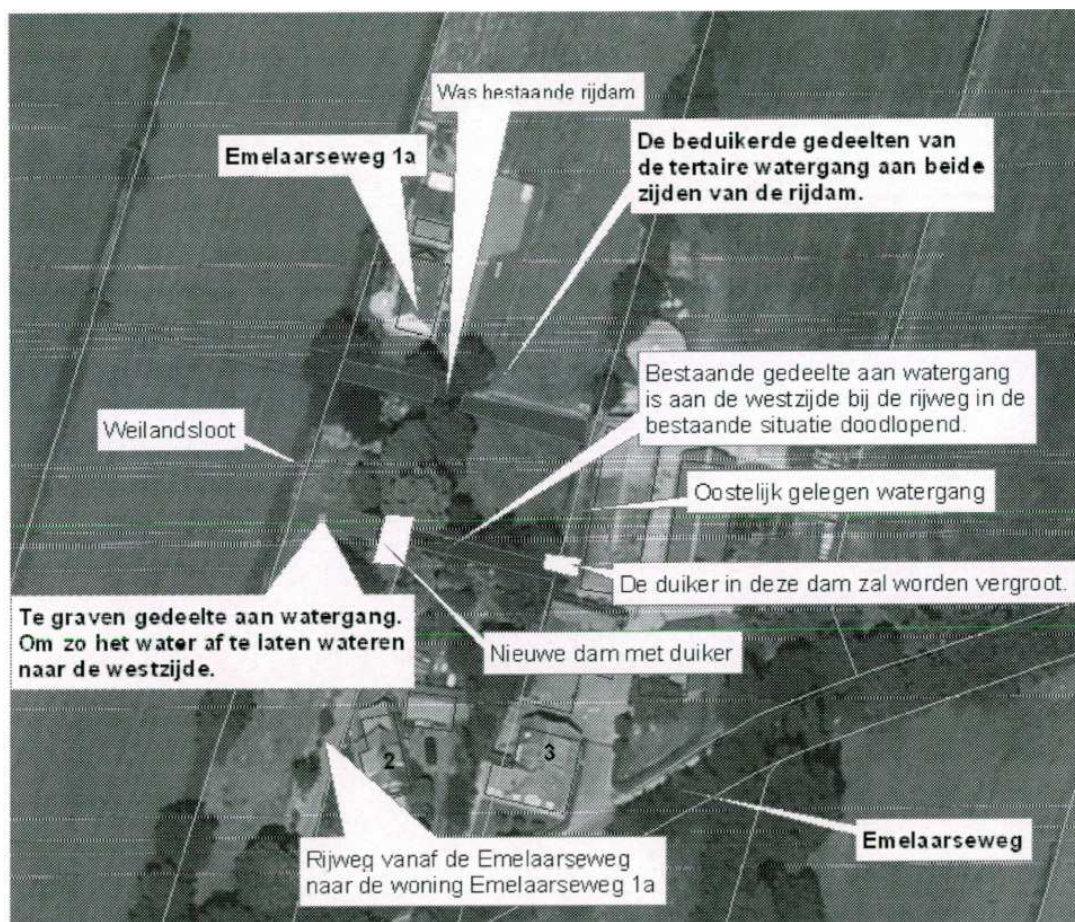 Was bestaande rijdam
Emelaarseweg 1a
De beduikerde gedeelten van
de tertaire watergang aan beide
zijden van de rijdam.
Bestaande gedeelte aan watergang
is aan de westzijde bij de rijweg in de
bestaande situatie doodlopend.
Weilandsloot
Oostelijk gelegen watergang
De duiker in deze dam zal worden vergroot.
Te graven gedeelte aan watergang.
Om zo het water af te laten wateren
naar de westzijde.
Nieuwe dam met duiker
2
3
Emelaarseweg
Rijweg vanaf de Emelaarseweg
naar de woning Emelaarseweg 1a